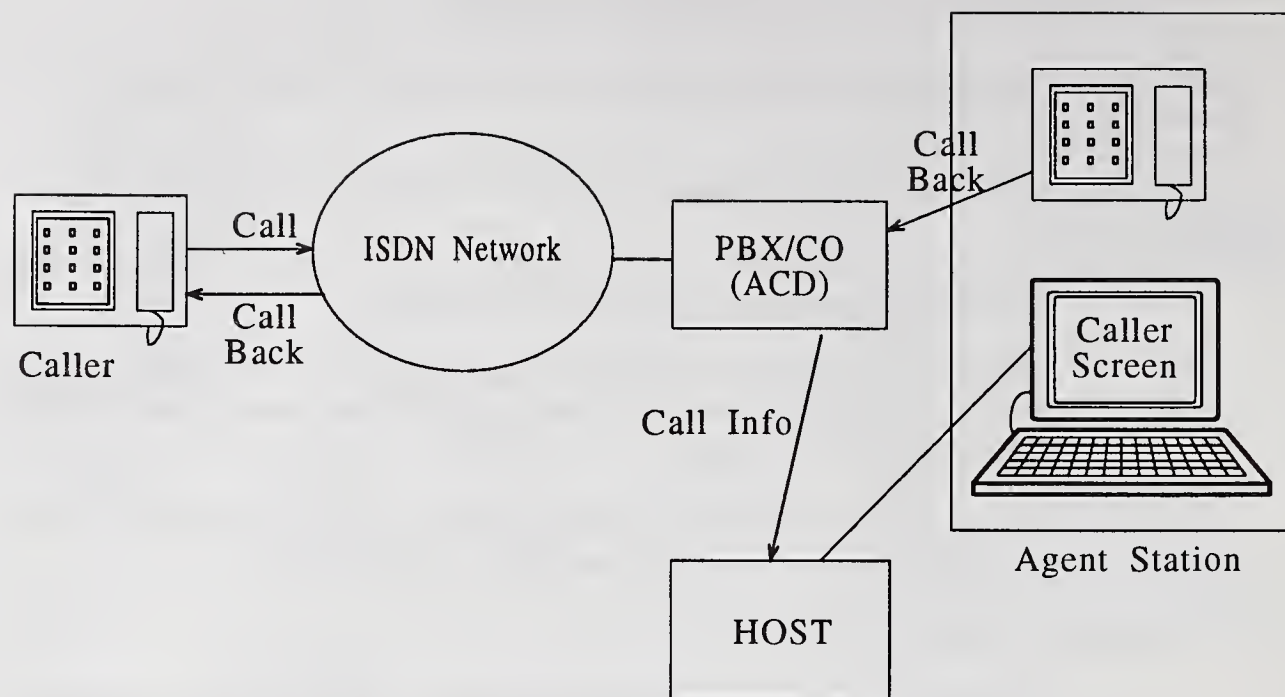 Call
Call
Back
Caller
ISDN Network
PBX/CO
(ACD)
Call
Back
Caller
Screen
Agent Station
Call Info
HOST